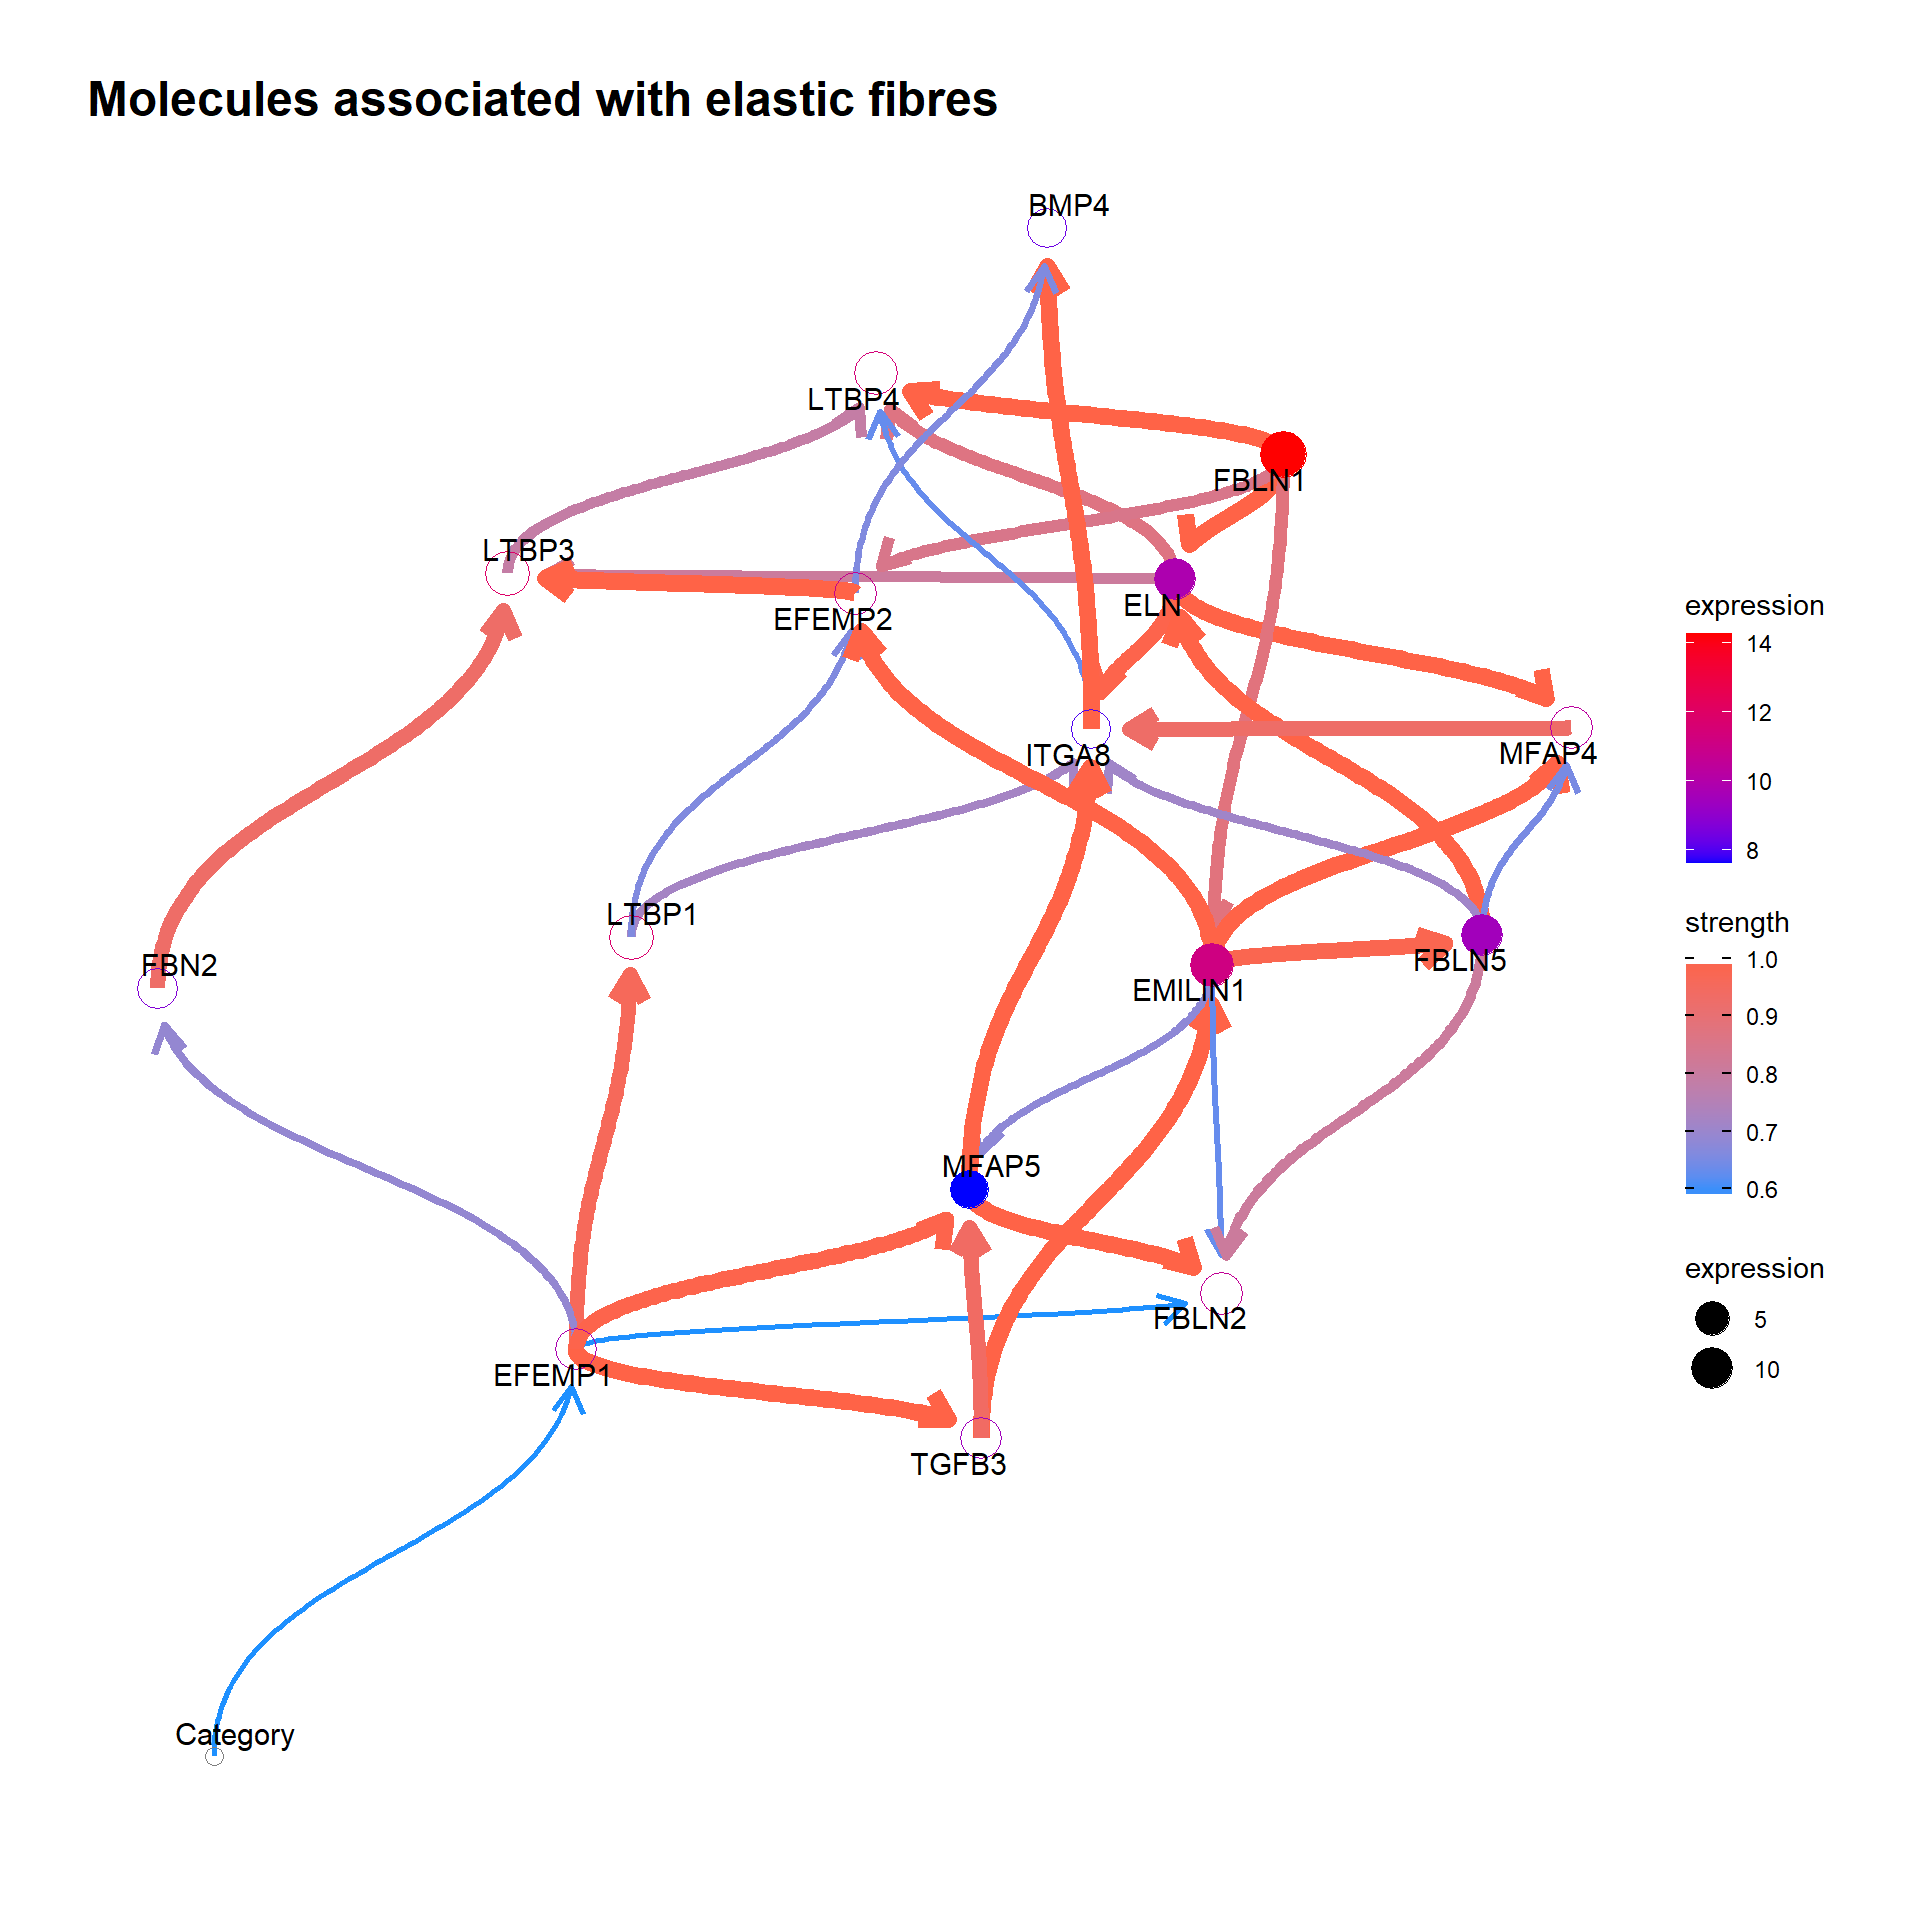 Molecules associated with elastic fibres
BMP4
LTBP4
FBLN1
LTBP3
ELN
EFEMP2
ITGA8
MFAP4
LTBP1
FBN2
FBLN5
EMILIN1
MFAP5
FBLN2
EFEMP1
TGFB3
Category
expression
14
12
10
8
strength
1.0
0.9
0.8
0.7
0.6
expression
5
10